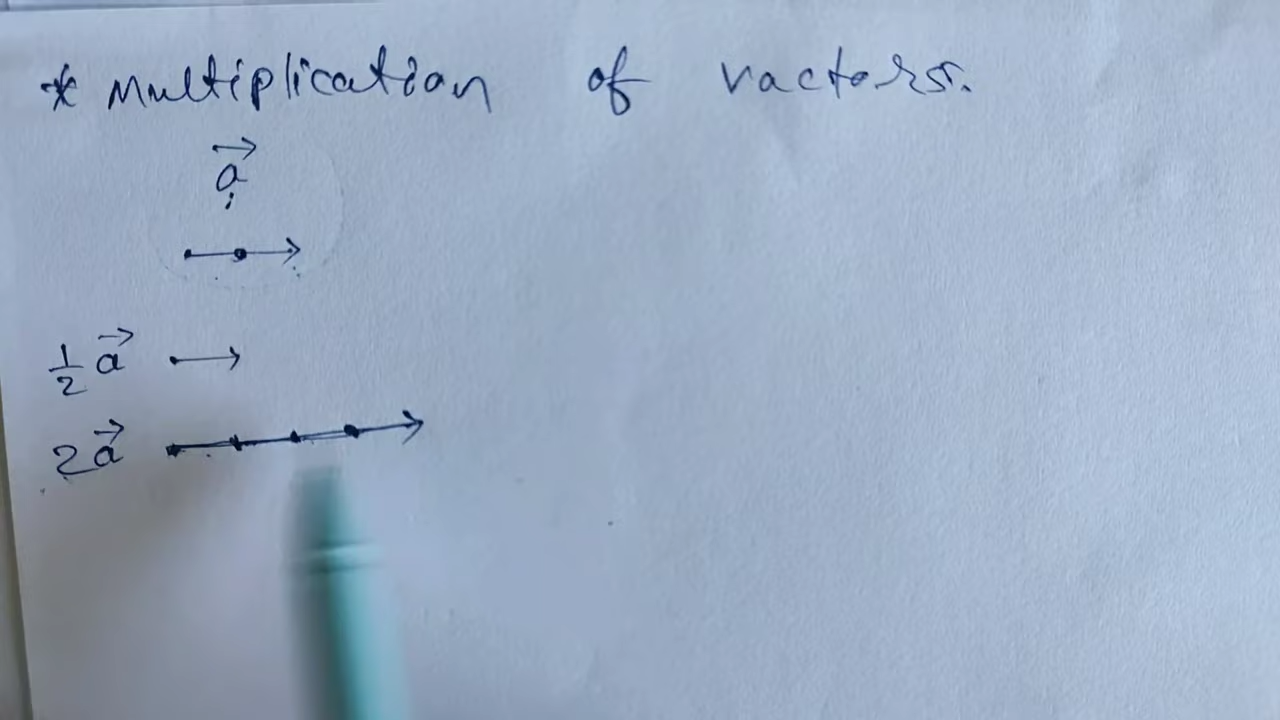 * Multiplication of vactors.
→a
1/2 →a
2→a